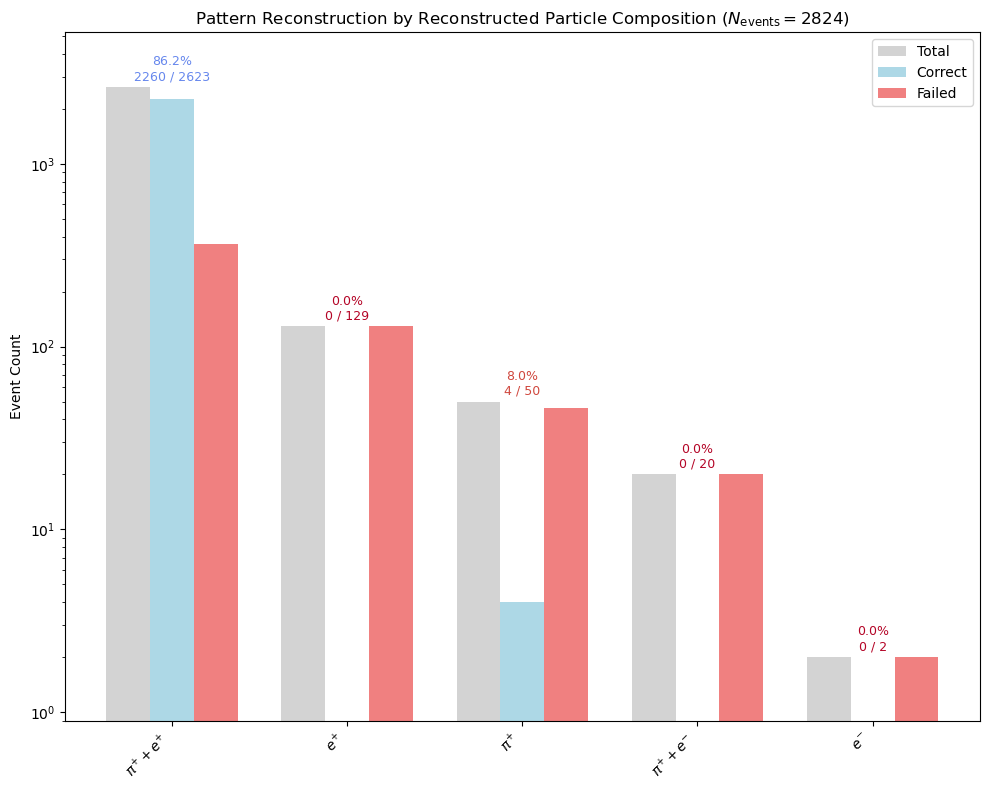 Pattern Reconstruction by Reconstructed Particle Composition (N_events = 2824)
Total
Correct
Failed
86.2%
2260 / 2623
0.0%
0 / 129
8.0%
4 / 50
0.0%
0 / 20
0.0%
0 / 2
Event Count
10³
10²
10¹
10⁰
π⁺ + e⁺
e⁺
π⁺
π⁺ + e⁻
e⁻